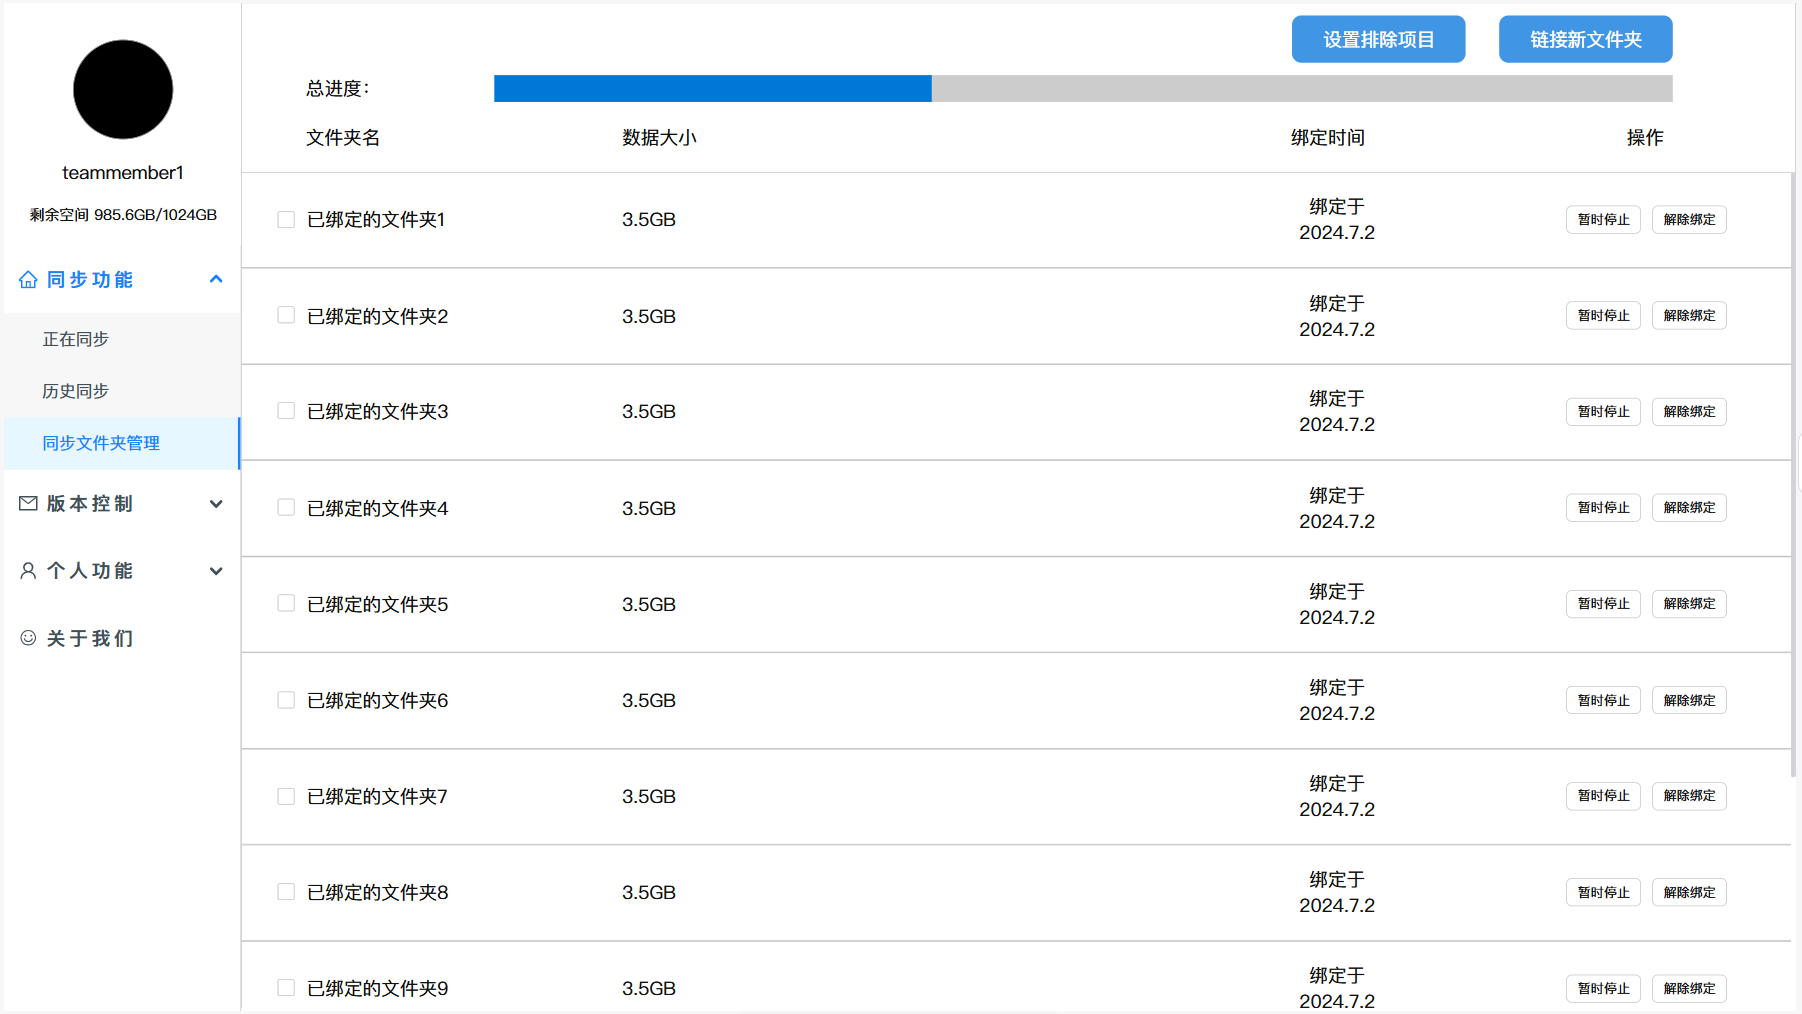 teammember1
剩余空间 985.6GB/1024GB
同步功能
正在同步
历史同步
同步文件夹管理
版本控制
个人功能
关于我们
设置排除项目 链接新文件夹
总进度：
文件夹名 数据大小 绑定时间 操作
已绑定的文件夹1 3.5GB 绑定于 暂时停止 解除绑定
2024.7.2
已绑定的文件夹2 3.5GB 绑定于 暂时停止 解除绑定
2024.7.2
已绑定的文件夹3 3.5GB 绑定于 暂时停止 解除绑定
2024.7.2
已绑定的文件夹4 3.5GB 绑定于 暂时停止 解除绑定
2024.7.2
已绑定的文件夹5 3.5GB 绑定于 暂时停止 解除绑定
2024.7.2
已绑定的文件夹6 3.5GB 绑定于 暂时停止 解除绑定
2024.7.2
已绑定的文件夹7 3.5GB 绑定于 暂时停止 解除绑定
2024.7.2
已绑定的文件夹8 3.5GB 绑定于 暂时停止 解除绑定
2024.7.2
已绑定的文件夹9 3.5GB 绑定于 暂时停止 解除绑定
2024.7.2